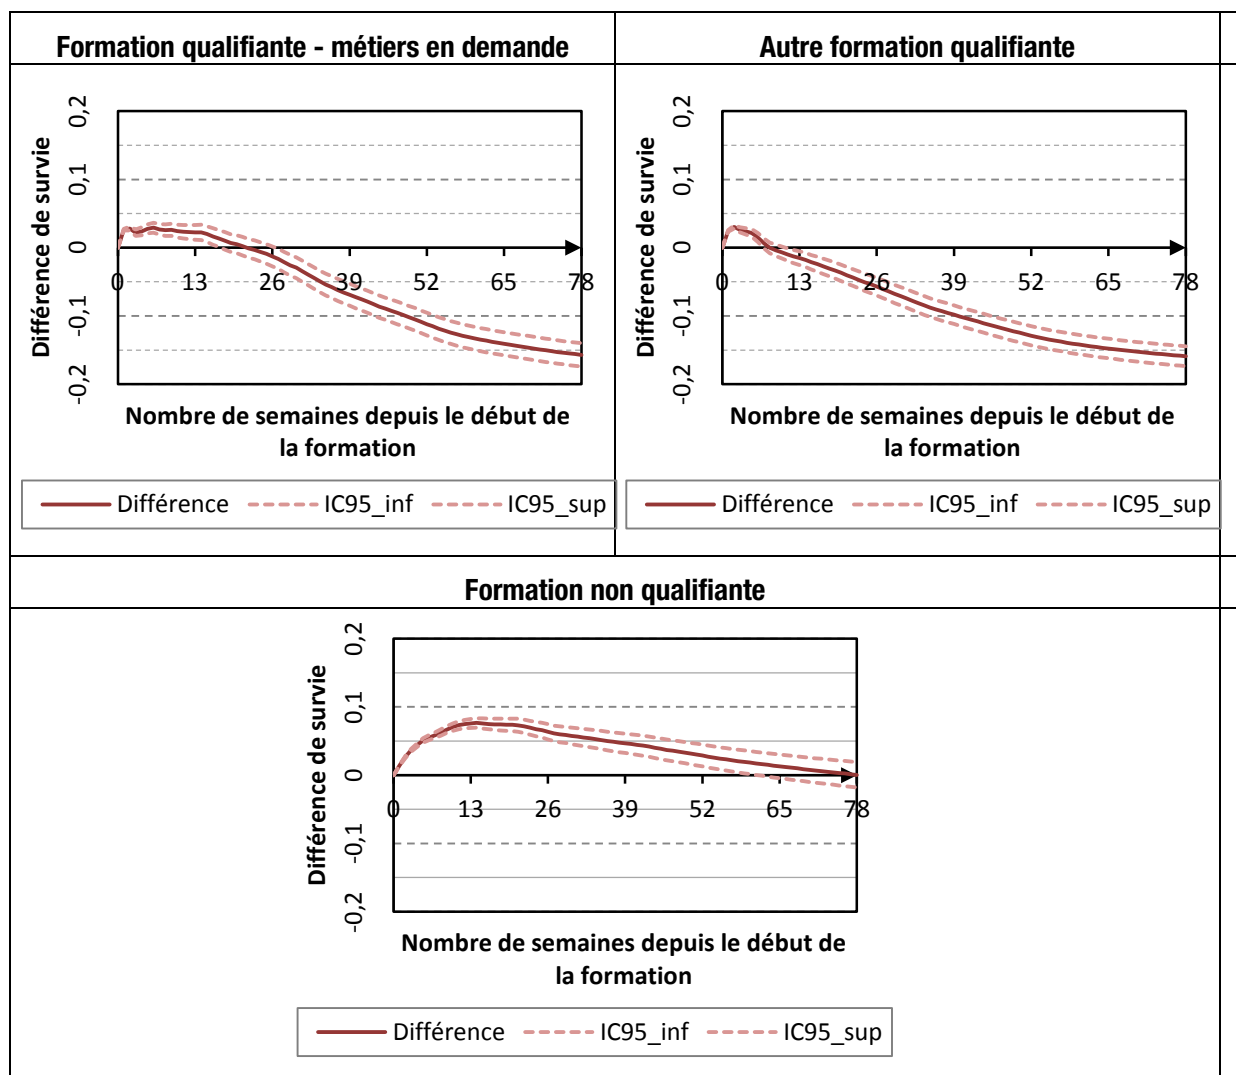 Formation qualifiante - métiers en demande
Autre formation qualifiante
Différence de survie
0,2
0,1
0
-0,1
-0,2
0 13 26 39 52 65 78
Nombre de semaines depuis le début de
la formation
Différence IC95_inf IC95_sup
Différence de survie
0,2
0,1
0
-0,1
-0,2
0 13 26 39 52 65 78
Nombre de semaines depuis le début de
la formation
Différence IC95_inf IC95_sup
Formation non qualifiante
Différence de survie
0,2
0,1
0
-0,1
-0,2
0 13 26 39 52 65 78
Nombre de semaines depuis le début de
la formation
Différence IC95_inf IC95_sup